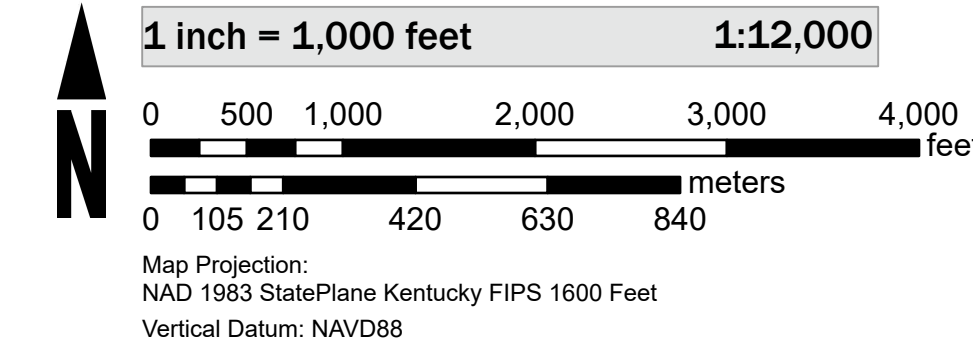 1 inch = 1,000 feet 1:12,000
0 500 1,000 2,000 3,000 4,000
feet
meters
0 105 210 420 630 840
N
Map Projection:
NAD 1983 StatePlane Kentucky FIPS 1600 Feet
Vertical Datum: NAVD88